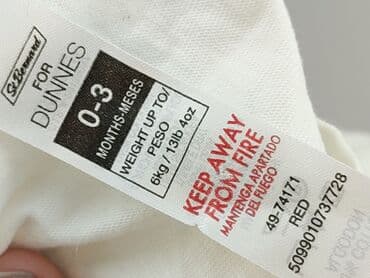 St. Bernard
FOR
DUNNES
0-3
MONTHS-MESES
WEIGHT UP TO/
PESO
6kg / 13lb 4oz
KEEP AWAY
FROM FIRE
MANTENGA APARTADO
DEL FUEGO
49-74171
RED
5099010737728